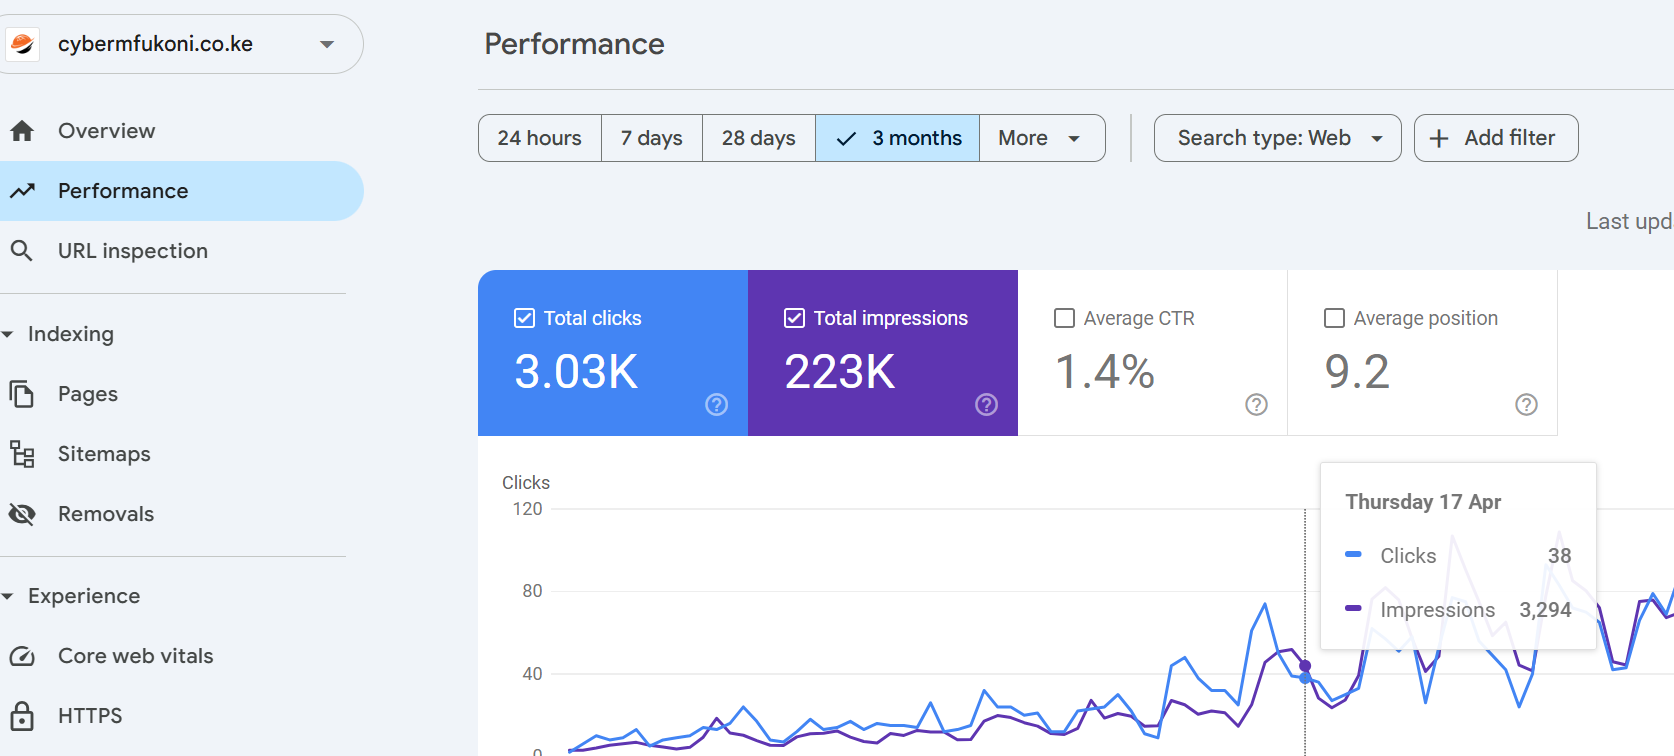 cybermfukoni.co.ke
Overview
Performance
URL inspection
Indexing
Pages
Sitemaps
Removals
Experience
Core web vitals
HTTPS
Performance
24 hours
7 days
28 days
3 months
More
Search type: Web
Add filter
Last upd
Total clicks
3.03K
Total impressions
223K
Average CTR
1.4%
Average position
9.2
Clicks
120
80
40
0
Thursday 17 Apr
Clicks 38
Impressions 3,294